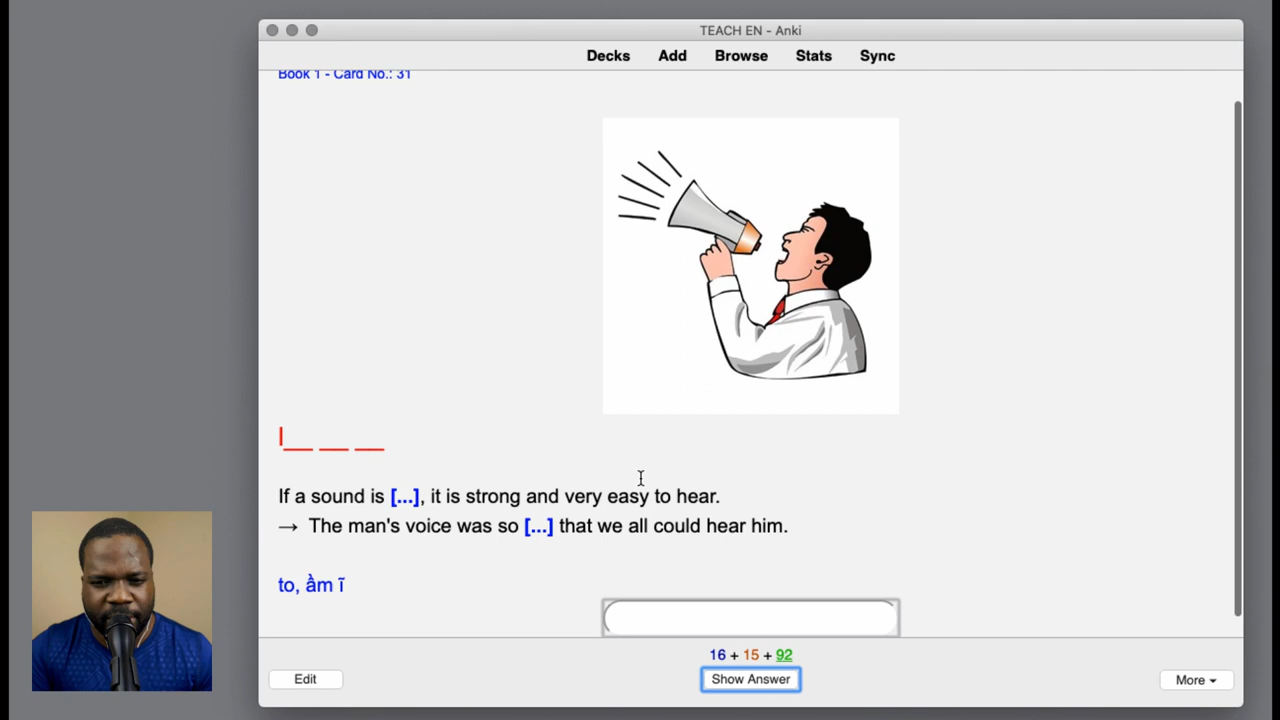 TEACH EN - Anki
Decks Add Browse Stats Sync
Book 1 - Card No.: 31
l__ __ __
If a sound is [...], it is strong and very easy to hear.
→ The man's voice was so [...] that we all could hear him.
to, ầm ĩ
16 + 15 + 92
Edit Show Answer More